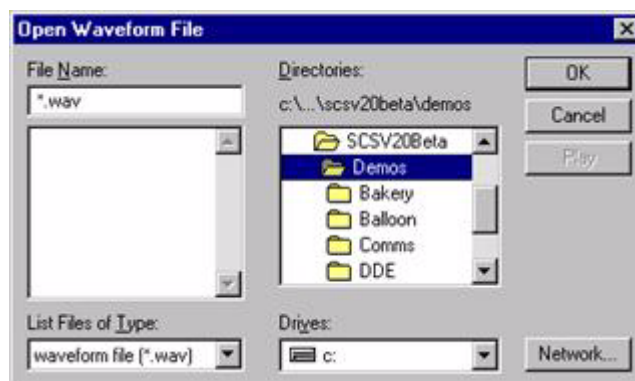 Open Waveform File
File Name:
*.wav
Directories:
c:\...\scsv20beta\demos
SCSV20Beta
Demos
Bakery
Balloon
Comms
DDE
OK
Cancel
Play
List Files of Type:
waveform file (*.wav)
Drives:
c:
Network...